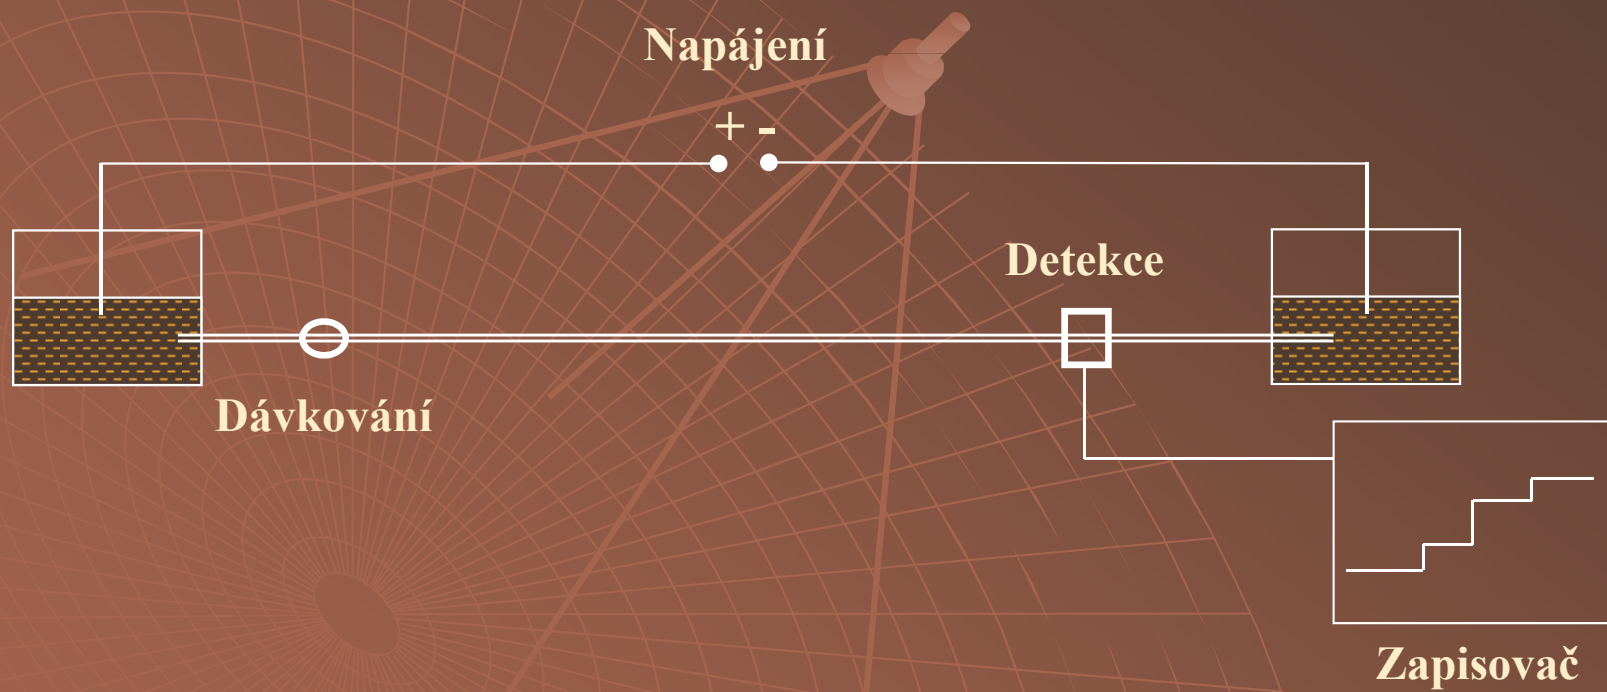 Napájení
+ -
Detekce
Dávkování
Zapisovač